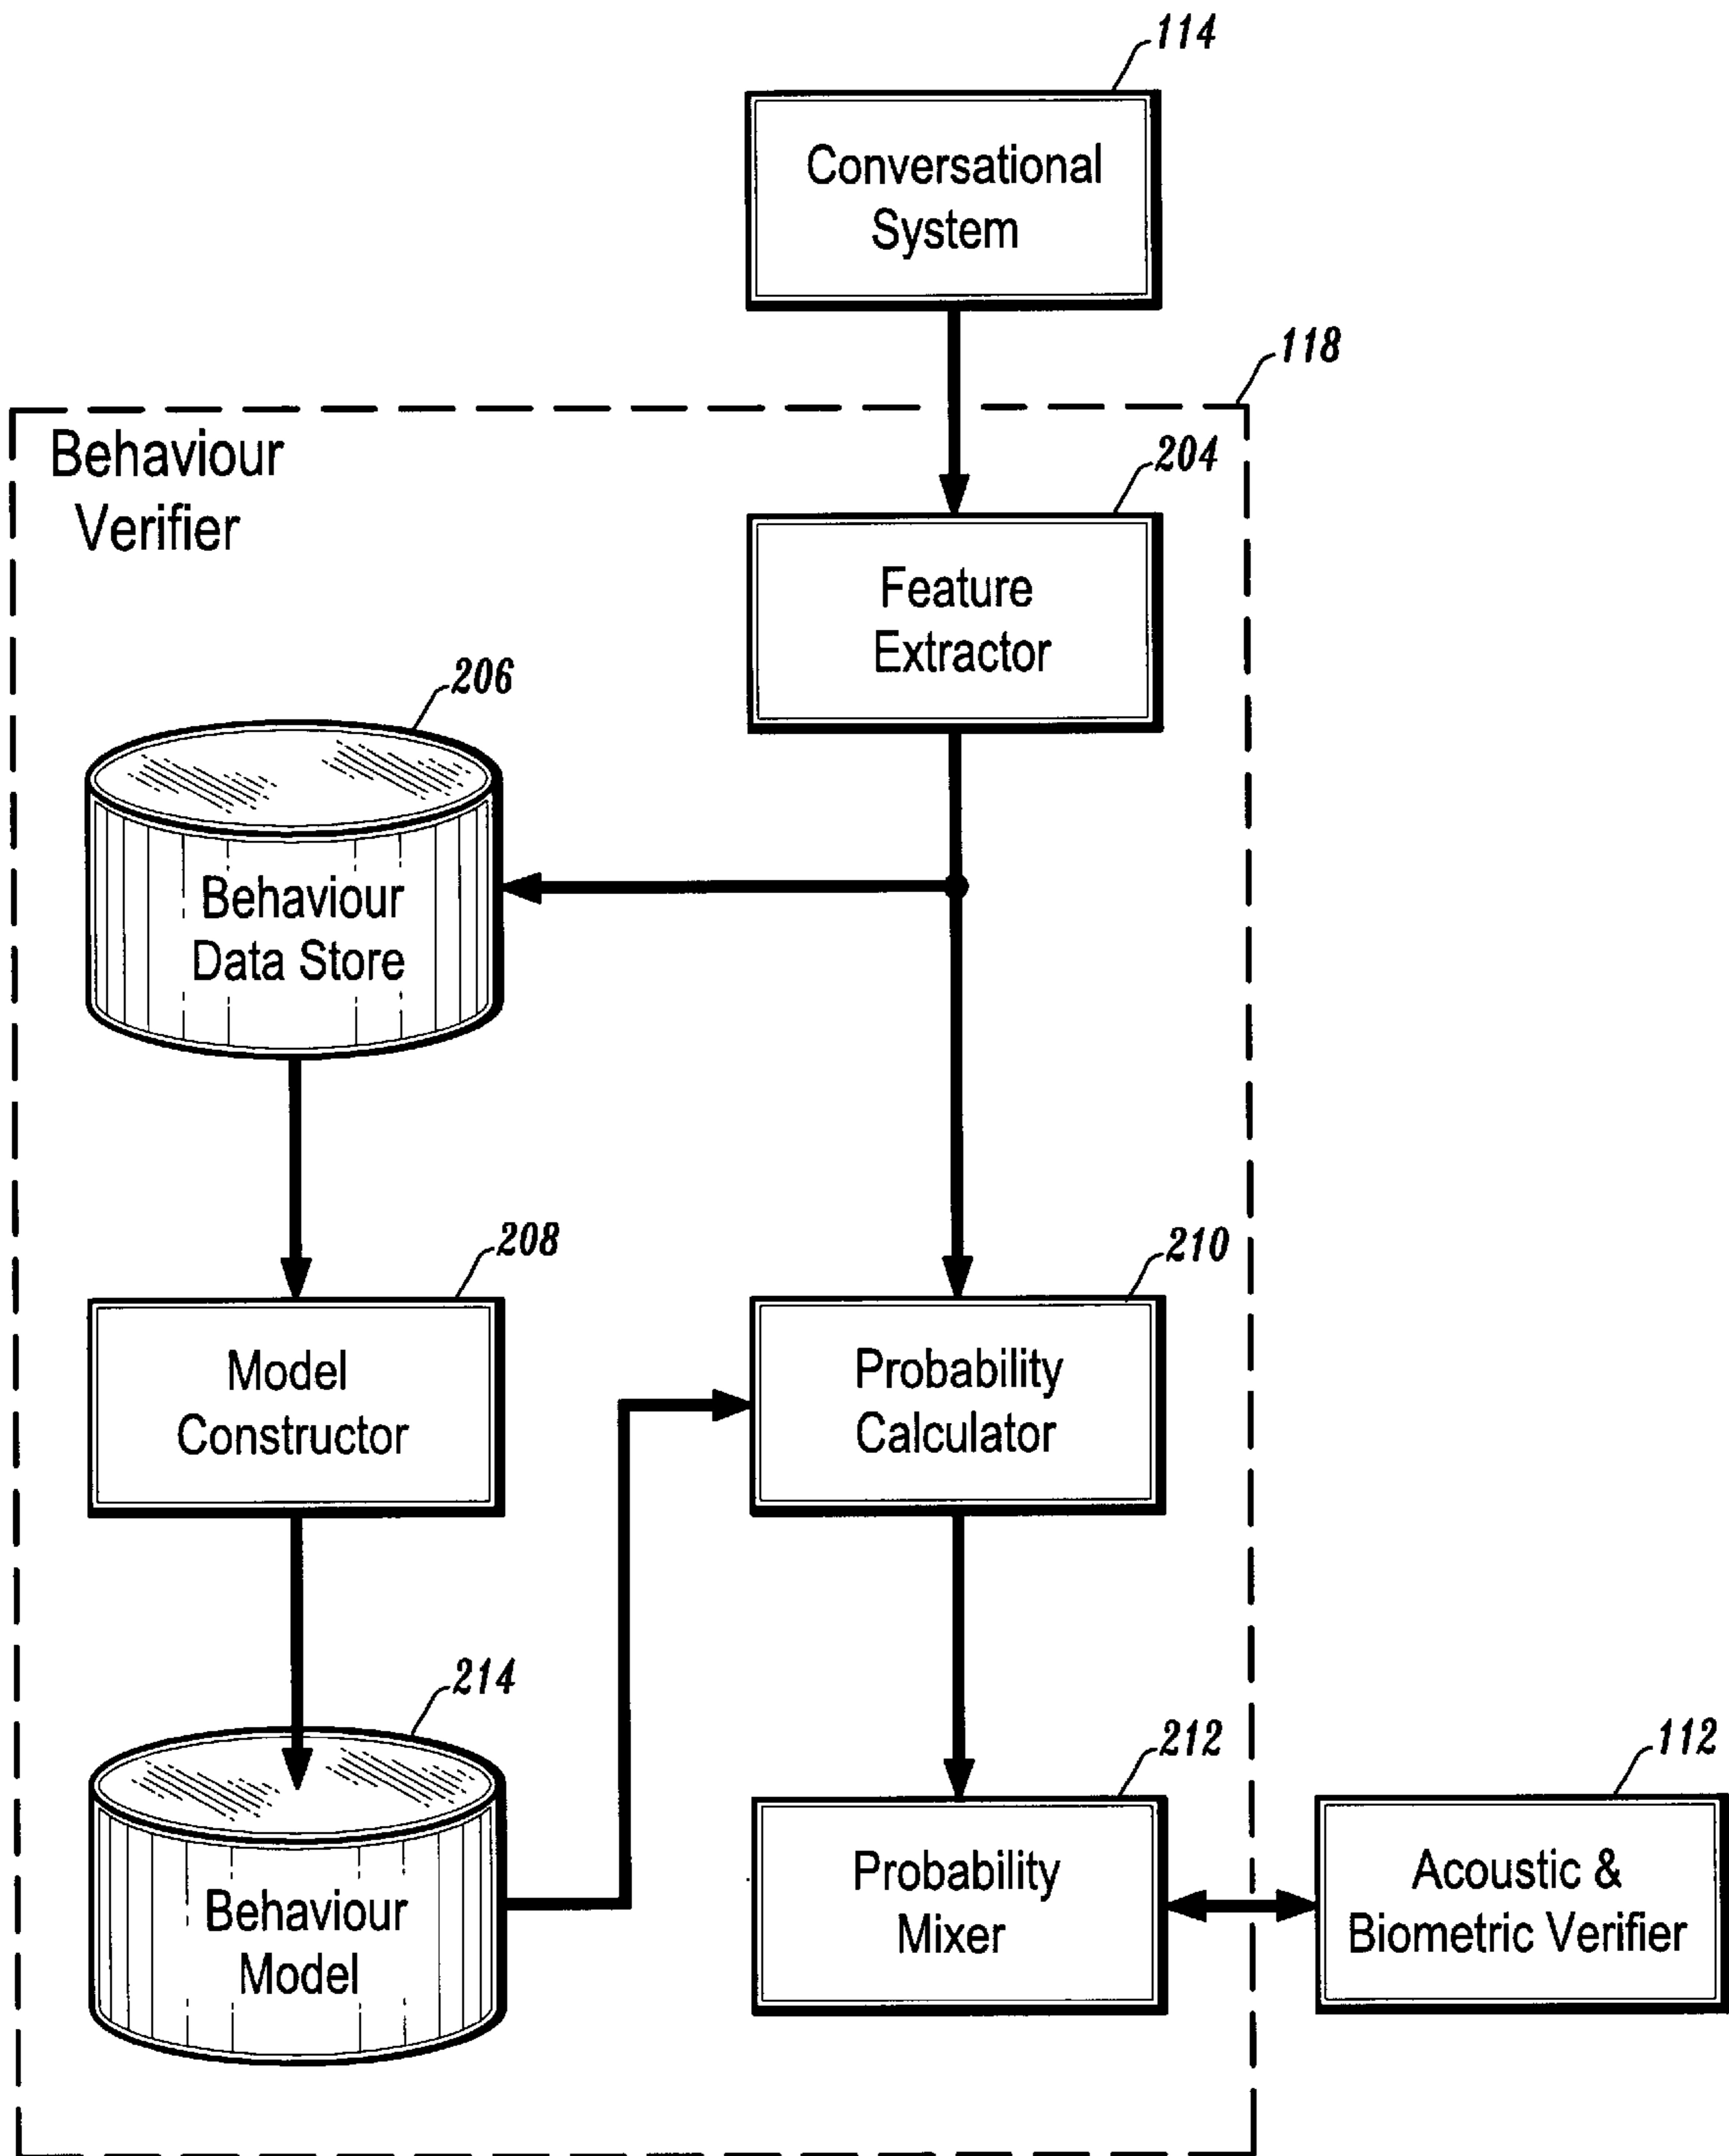 114
Conversational
System
118
Behaviour
Verifier
204
Feature
Extractor
206
Behaviour
Data Store
208
Model
Constructor
210
Probability
Calculator
214
Behaviour
Model
212
Probability
Mixer
112
Acoustic &
Biometric Verifier